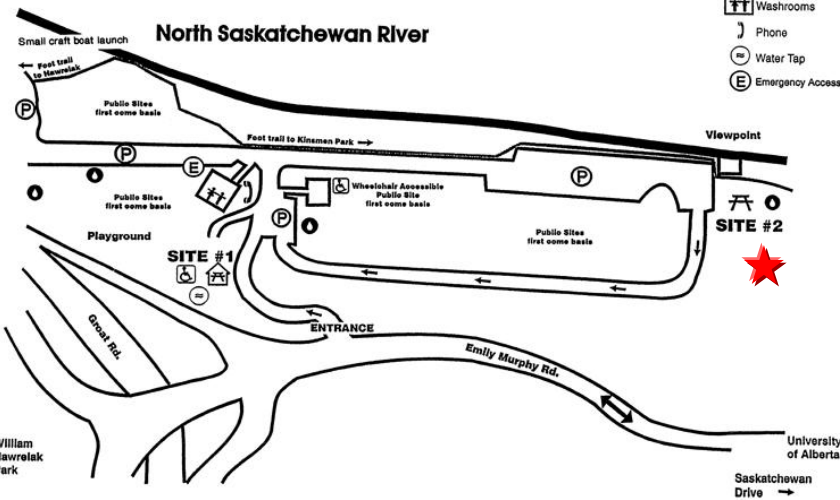 Washrooms
Phone
Water Tap
E Emergency Access
North Saskatchewan River
Small craft boat launch
Foot trail
to Hawrelak
P
Public Sites
first come basis
Foot trail to Kinsmen Park
Viewpoint
P
E
P
Wheelchair Accessible
Public Site
first come basis
Public Sites
first come basis
P
SITE #2
Public Sites
first come basis
Playground
SITE #1
ENTRANCE
Groat Rd.
Emily Murphy Rd.
William
Hawrelak
Park
University
of Alberta
Saskatchewan
Drive